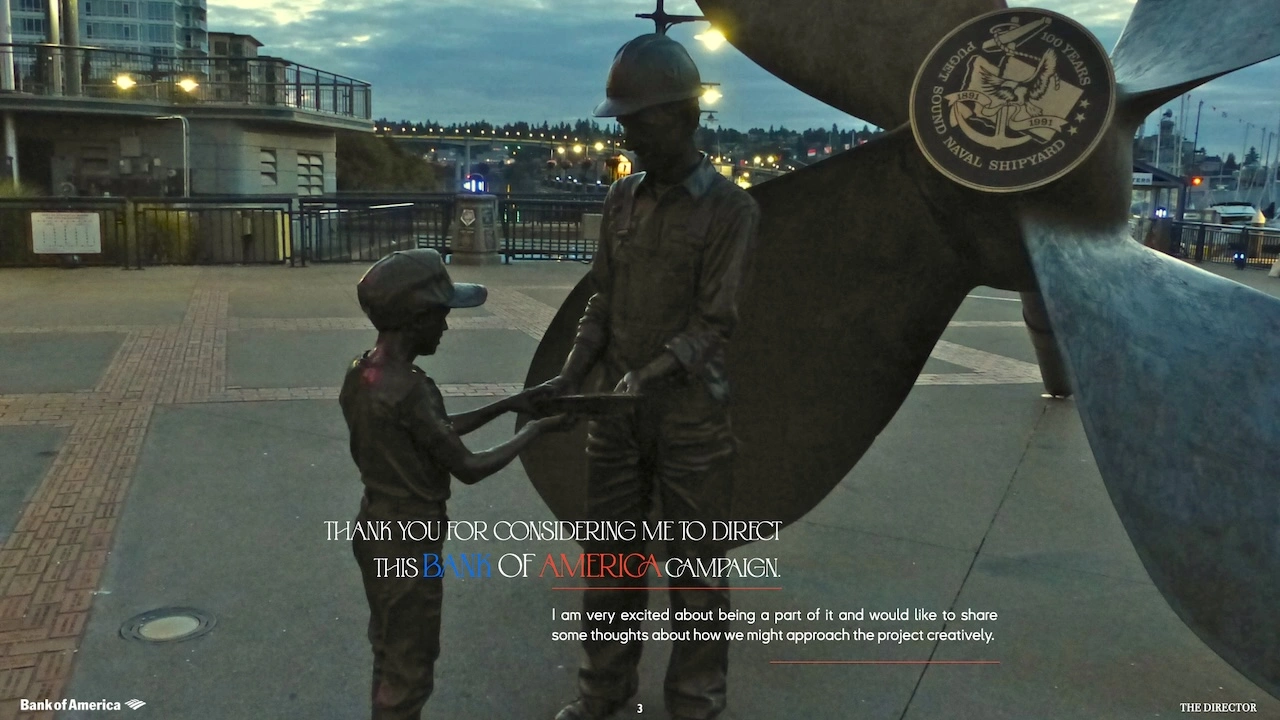 100 YEARS
1891
1991
PUGET SOUND NAVAL SHIPYARD
THANK YOU FOR CONSIDERING ME TO DIRECT
THIS BANK OF AMERICA CAMPAIGN.
I am very excited about being a part of it and would like to share
some thoughts about how we might approach the project creatively.
Bank of America
3
THE DIRECTOR